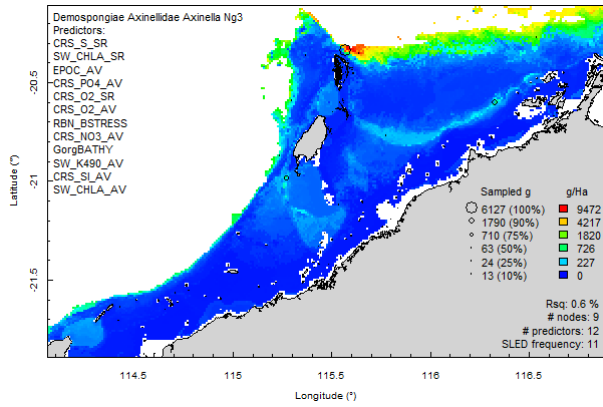 Demospongiae Axinellidae Axinella Ng3
Predictors:
CRS_S_SR
SW_CHLA_SR
EPOC_AV
CRS_PO4_AV
CRS_O2_SR
CRS_O2_AV
RBN_BSTRESS
CRS_NO3_AV
GorgBATHY
SW_K490_AV
CRS_SI_AV
SW_CHLA_AV
-20.5
-21
-21.5
Latitude (°)
Sampled g g/Ha
6127 (100%) 9472
1790 (90%) 4217
710 (75%) 1820
63 (50%) 726
24 (25%) 227
13 (10%) 0
Rsq: 0.6 %
# nodes: 9
# predictors: 12
SLED frequency: 11
114.5 115 115.5 116 116.5
Longitude (°)